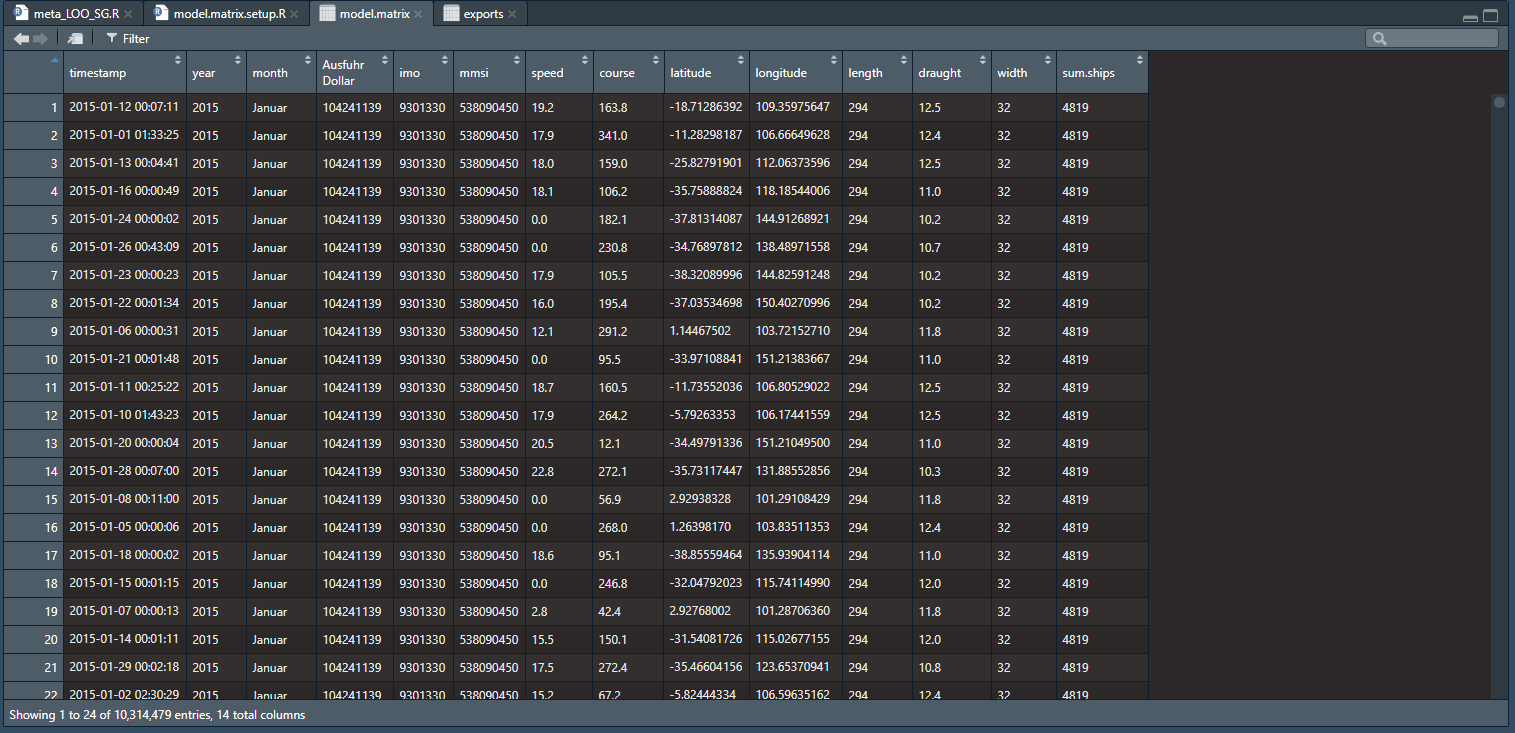 meta_LOO_SG.R model.matrix.setup.R model.matrix exports
Filter
timestamp year month Ausfuhr Dollar imo mmsi speed course latitude longitude length draught width sum.ships
1 2015-01-12 00:07:11 2015 Januar 104241139 9301330 538090450 19.2 163.8 -18.71286392 109.35975647 294 12.5 32 4819
2 2015-01-01 01:33:25 2015 Januar 104241139 9301330 538090450 17.9 341.0 -11.28298187 106.66649628 294 12.4 32 4819
3 2015-01-13 00:04:41 2015 Januar 104241139 9301330 538090450 18.0 159.0 -25.82791901 112.06373596 294 12.5 32 4819
4 2015-01-16 00:00:49 2015 Januar 104241139 9301330 538090450 18.1 106.2 -35.75888824 118.18544006 294 11.0 32 4819
5 2015-01-24 00:00:02 2015 Januar 104241139 9301330 538090450 0.0 182.1 -37.81314087 144.91268921 294 10.2 32 4819
6 2015-01-26 00:43:09 2015 Januar 104241139 9301330 538090450 0.0 230.8 -34.76897812 138.48971558 294 10.7 32 4819
7 2015-01-23 00:00:23 2015 Januar 104241139 9301330 538090450 17.9 105.5 -38.32089996 144.82591248 294 10.2 32 4819
8 2015-01-22 00:01:34 2015 Januar 104241139 9301330 538090450 16.0 195.4 -37.03534698 150.40270996 294 10.2 32 4819
9 2015-01-06 00:00:31 2015 Januar 104241139 9301330 538090450 12.1 291.2 1.14467502 103.72152710 294 11.8 32 4819
10 2015-01-21 00:01:48 2015 Januar 104241139 9301330 538090450 0.0 95.5 -33.97108841 151.21383667 294 11.0 32 4819
11 2015-01-11 00:25:22 2015 Januar 104241139 9301330 538090450 18.7 160.5 -11.73552036 106.80529022 294 12.5 32 4819
12 2015-01-10 01:43:23 2015 Januar 104241139 9301330 538090450 17.9 264.2 -5.79263353 106.17441559 294 12.5 32 4819
13 2015-01-20 00:00:04 2015 Januar 104241139 9301330 538090450 20.5 12.1 -34.49791336 151.21049500 294 11.0 32 4819
14 2015-01-28 00:07:00 2015 Januar 104241139 9301330 538090450 22.8 272.1 -35.73117447 131.88552856 294 10.3 32 4819
15 2015-01-08 00:11:00 2015 Januar 104241139 9301330 538090450 0.0 56.9 2.92938328 101.29108429 294 11.8 32 4819
16 2015-01-05 00:00:06 2015 Januar 104241139 9301330 538090450 0.0 268.0 1.26398170 103.83511353 294 12.4 32 4819
17 2015-01-18 00:00:02 2015 Januar 104241139 9301330 538090450 18.6 95.1 -38.85559464 135.93904114 294 11.0 32 4819
18 2015-01-15 00:01:15 2015 Januar 104241139 9301330 538090450 0.0 246.8 -32.04792023 115.74114990 294 12.0 32 4819
19 2015-01-07 00:00:13 2015 Januar 104241139 9301330 538090450 2.8 42.4 2.92768002 101.28706360 294 11.8 32 4819
20 2015-01-14 00:01:11 2015 Januar 104241139 9301330 538090450 15.5 150.1 -31.54081726 115.02677155 294 12.0 32 4819
21 2015-01-29 00:02:18 2015 Januar 104241139 9301330 538090450 17.5 272.4 -35.46604156 123.65370941 294 10.8 32 4819
22 2015-01-02 02:30:29 2015 Januar 104241139 9301330 538090450 15.2 67.2 -5.82444334 106.59635162 294 12.4 32 4819
Showing 1 to 24 of 10,314,479 entries, 14 total columns